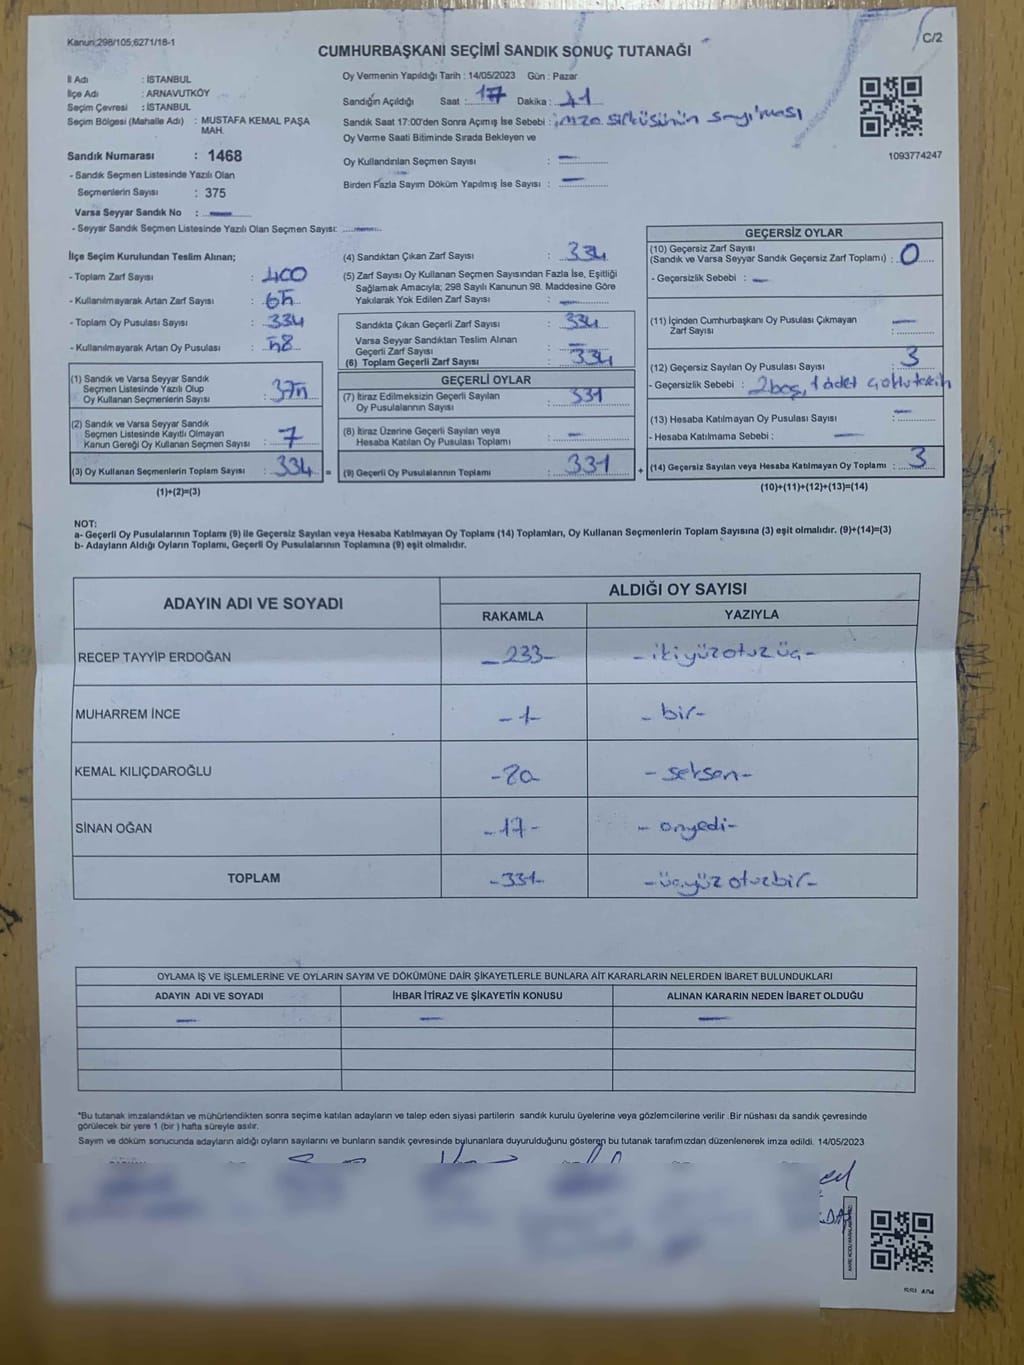 Kanun:298/105;6271/18-1
C/2
CUMHURBAŞKANI SEÇİMİ SANDIK SONUÇ TUTANAĞI
İl Adı : İSTANBUL
İlçe Adı : ARNAVUTKÖY
Seçim Çevresi : İSTANBUL
Seçim Bölgesi (Mahalle Adı) : MUSTAFA KEMAL PAŞA
MAH.
Sandık Numarası : 1468
- Sandık Seçmen Listesinde Yazılı Olan
Seçmenlerin Sayısı : 375
Varsa Seyyar Sandık No : —
- Seyyar Sandık Seçmen Listesinde Yazılı Olan Seçmen Sayısı: —
Oy Vermenin Yapıldığı Tarih : 14/05/2023 Gün : Pazar
Sandığın Açıldığı Saat : 17 Dakika : 41
Sandık Saat 17:00'den Sonra Açımış İse Sebebi : imza sirküsünün sayılması
Oy Verme Saati Bitiminde Sırada Bekleyen ve
Oy Kullandırılan Seçmen Sayısı : —
Birden Fazla Sayım Döküm Yapılmış İse Sayısı : —
1093774247
İlçe Seçim Kurulundan Teslim Alınan;
- Toplam Zarf Sayısı : 400
- Kullanılmayarak Artan Zarf Sayısı :
- Toplam Oy Pusulası Sayısı : 334
- Kullanılmayarak Artan Oy Pusulası :
(1) Sandık ve Varsa Seyyar Sandık
Seçmen Listesinde Yazılı Olup
Oy Kullanan Seçmenlerin Sayısı :
(2) Sandık ve Varsa Seyyar Sandık
Seçmen Listesinde Kayıtlı Olmayan
Kanun Gereği Oy Kullanan Seçmen Sayısı : 7
(3) Oy Kullanan Seçmenlerin Toplam Sayısı : 334 =
(1)+(2)=(3)
(4) Sandıktan Çıkan Zarf Sayısı : 334
(5) Zarf Sayısı Oy Kullanan Seçmen Sayısından Fazla İse, Eşitliği
Sağlamak Amacıyla; 298 Sayılı Kanunun 98. Maddesine Göre
Yakılarak Yok Edilen Zarf Sayısı : —
Sandıkta Çıkan Geçerli Zarf Sayısı : 334
Varsa Seyyar Sandıktan Teslim Alınan
Geçerli Zarf Sayısı : —
(6) Toplam Geçerli Zarf Sayısı : 334
GEÇERLİ OYLAR
(7) İtiraz Edilmeksizin Geçerli Sayılan
Oy Pusulalarının Sayısı : 331
(8) İtiraz Üzerine Geçerli Sayılan veya
Hesaba Katılan Oy Pusulası Toplamı : —
(9) Geçerli Oy Pusulalarının Toplamı : 331 +
GEÇERSİZ OYLAR
(10) Geçersiz Zarf Sayısı
(Sandık ve Varsa Seyyar Sandık Geçersiz Zarf Toplamı) : 0
- Geçersizlik Sebebi : —
(11) İçinden Cumhurbaşkanı Oy Pusulası Çıkmayan
Zarf Sayısı : —
(12) Geçersiz Sayılan Oy Pusulası Sayısı : 3
- Geçersizlik Sebebi : 2 boş, 1 adet
(13) Hesaba Katılmayan Oy Pusulası Sayısı : —
- Hesaba Katılmama Sebebi : —
(14) Geçersiz Sayılan veya Hesaba Katılmayan Oy Toplamı : 3
(10)+(11)+(12)+(13)=(14)
NOT:
a- Geçerli Oy Pusulalarının Toplamı (9) ile Geçersiz Sayılan veya Hesaba Katılmayan Oy Toplamı (14) Toplamları, Oy Kullanan Seçmenlerin Toplam Sayısına (3) eşit olmalıdır. (9)+(14)=(3)
b- Adayların Aldığı Oyların Toplamı, Geçerli Oy Pusulalarının Toplamına (9) eşit olmalıdır.
ADAYIN ADI VE SOYADI
ALDIĞI OY SAYISI
RAKAMLA YAZIYLA
RECEP TAYYİP ERDOĞAN -233- -ikiyüzotuzüç-
MUHARREM İNCE -1- -bir-
KEMAL KILIÇDAROĞLU -80- -seksen-
SİNAN OĞAN -17- -onyedi-
TOPLAM -331- -üçyüzotuzbir-
OYLAMA İŞ VE İŞLEMLERİNE VE OYLARIN SAYIM VE DÖKÜMÜNE DAİR ŞİKAYETLERLE BUNLARA AİT KARARLARIN NELERDEN İBARET BULUNDUKLARI
ADAYIN ADI VE SOYADI İHBAR İTİRAZ VE ŞİKAYETİN KONUSU ALINAN KARARIN NEDEN İBARET OLDUĞU
— — —
*Bu tutanak imzalandıktan ve mühürlendikten sonra seçime katılan adayların ve talep eden siyasi partilerin sandık kurulu üyelerine veya gözlemcilerine verilir .Bir nüshası da sandık çevresinde
görülecek bir yere 1 (bir ) hafta süreyle asılır.
Sayım ve döküm sonucunda adayların aldığı oyların sayılarını ve bunların sandık çevresinde bulunanlara duyurulduğunu gösteren bu tutanak tarafımızdan düzenlenerek imza edildi. 14/05/2023